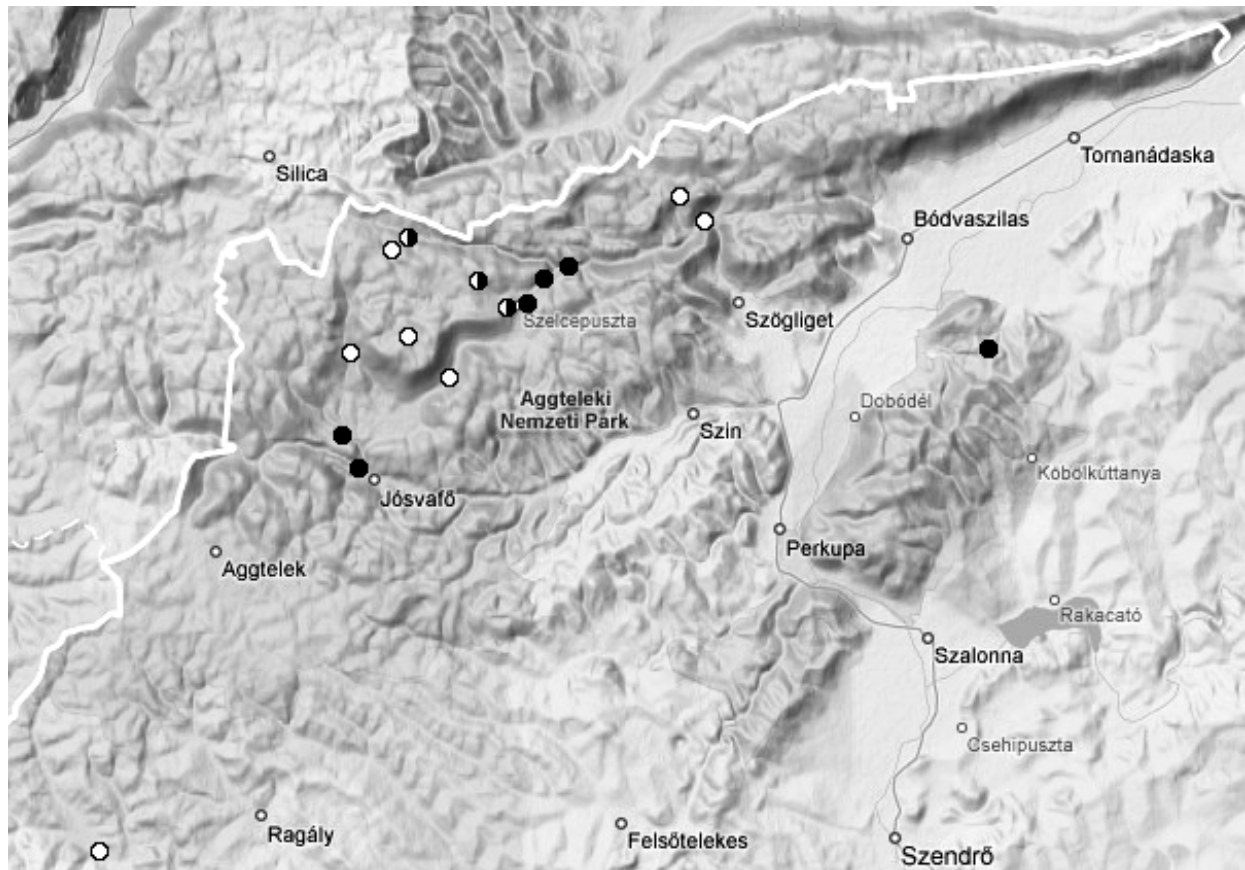 Tornanádaska
Silica
Bódvaszilas
Szögliget
Szelcepuszta
Aggteleki
Nemzeti Park
Dobódél
Szin
Kóbolkúttanya
Jósvafő
Perkupa
Aggtelek
Rakacató
Szalonna
Csehipuszta
Ragály
Felsőtelekes
Szendrő